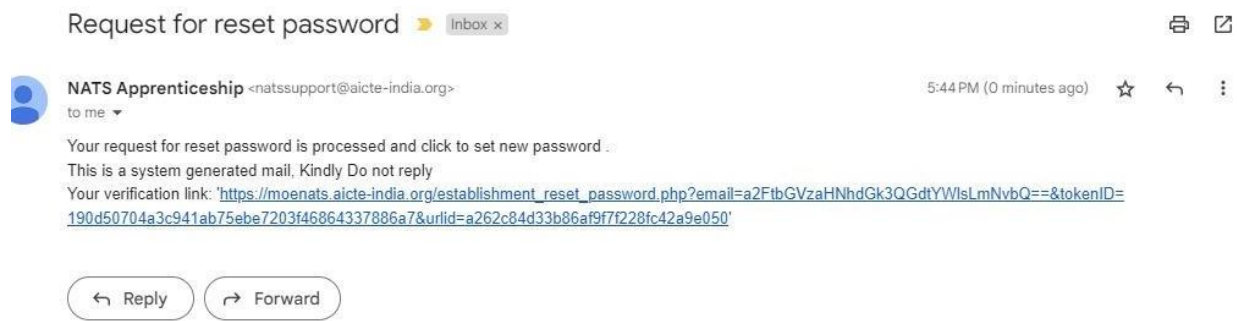 Request for reset password Inbox ×
NATS Apprenticeship <natssupport@aicte-india.org> 5:44 PM (0 minutes ago)
to me
Your request for reset password is processed and click to set new password .
This is a system generated mail, Kindly Do not reply
Your verification link: 'https://moenats.aicte-india.org/establishment_reset_password.php?email=a2FtbGVzaHNhdGk3QGdtYWlsLmNvbQ==&tokenID=
190d50704a3c941ab75ebe7203f46864337886a7&urlid=a262c84d33b86af9f7f228fc42a9e050'
Reply Forward